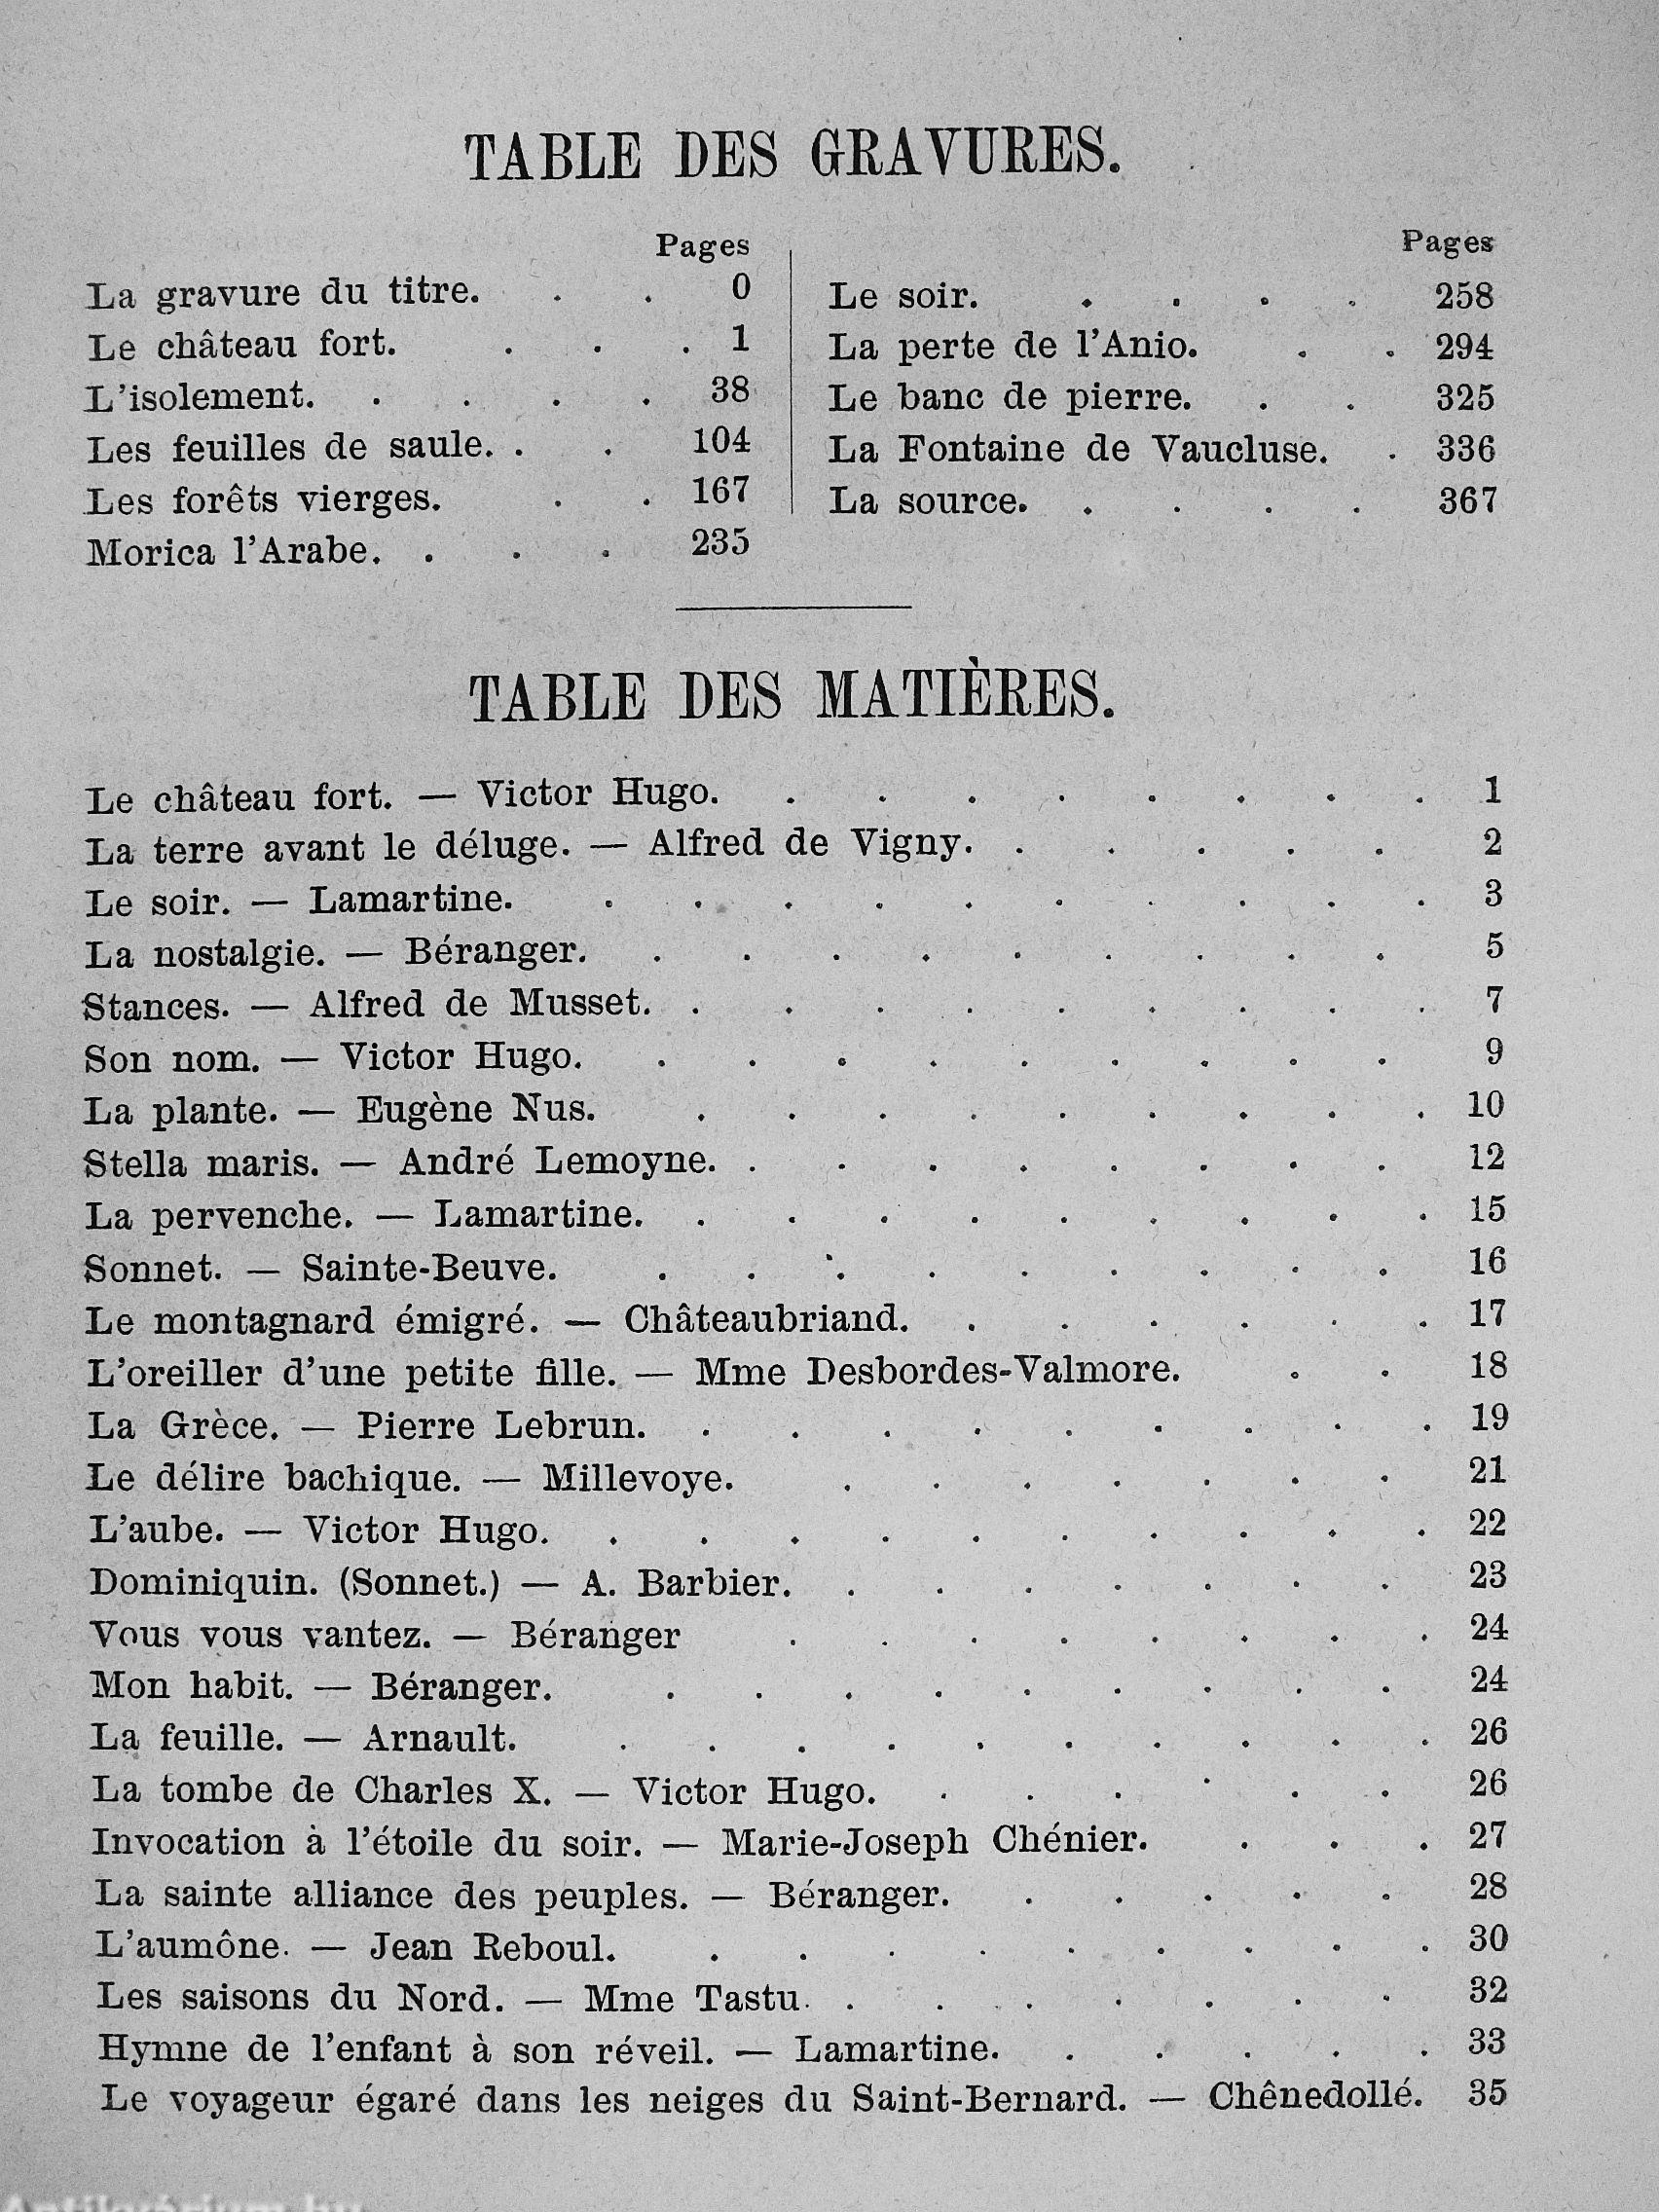 TABLE DES GRAVURES.
Pages
La gravure du titre. . . 0
Le château fort. . . . 1
L'isolement. . . . . 38
Les feuilles de saule. . . 104
Les forêts vierges. . . 167
Morica l'Arabe. . . . 235
Pages
Le soir. . . . . 258
La perte de l'Anio. . . 294
Le banc de pierre. . . 325
La Fontaine de Vaucluse. . 336
La source. . . . . 367
TABLE DES MATIÈRES.
Le château fort. — Victor Hugo. . . . . . . . . 1
La terre avant le déluge. — Alfred de Vigny. . . . . . 2
Le soir. — Lamartine. . . . . . . . . . . 3
La nostalgie. — Béranger. . . . . . . . . . 5
Stances. — Alfred de Musset. . . . . . . . . . 7
Son nom. — Victor Hugo. . . . . . . . . . 9
La plante. — Eugène Nus. . . . . . . . . . 10
Stella maris. — André Lemoyne. . . . . . . . . 12
La pervenche. — Lamartine. . . . . . . . . . 15
Sonnet. — Sainte-Beuve. . . . . . . . . . 16
Le montagnard émigré. — Châteaubriand. . . . . . . 17
L'oreiller d'une petite fille. — Mme Desbordes-Valmore. . . 18
La Grèce. — Pierre Lebrun. . . . . . . . . . 19
Le délire bachique. — Millevoye. . . . . . . . 21
L'aube. — Victor Hugo. . . . . . . . . . . 22
Dominiquin. (Sonnet.) — A. Barbier. . . . . . . . 23
Vous vous vantez. — Béranger . . . . . . . . 24
Mon habit. — Béranger. . . . . . . . . . 24
La feuille. — Arnault. . . . . . . . . . . 26
La tombe de Charles X. — Victor Hugo. . . . . . . 26
Invocation à l'étoile du soir. — Marie-Joseph Chénier. . . . 27
La sainte alliance des peuples. — Béranger. . . . . . 28
L'aumône. — Jean Reboul. . . . . . . . . . 30
Les saisons du Nord. — Mme Tastu. . . . . . . . 32
Hymne de l'enfant à son réveil. — Lamartine. . . . . . 33
Le voyageur égaré dans les neiges du Saint-Bernard. — Chênedollé. 35